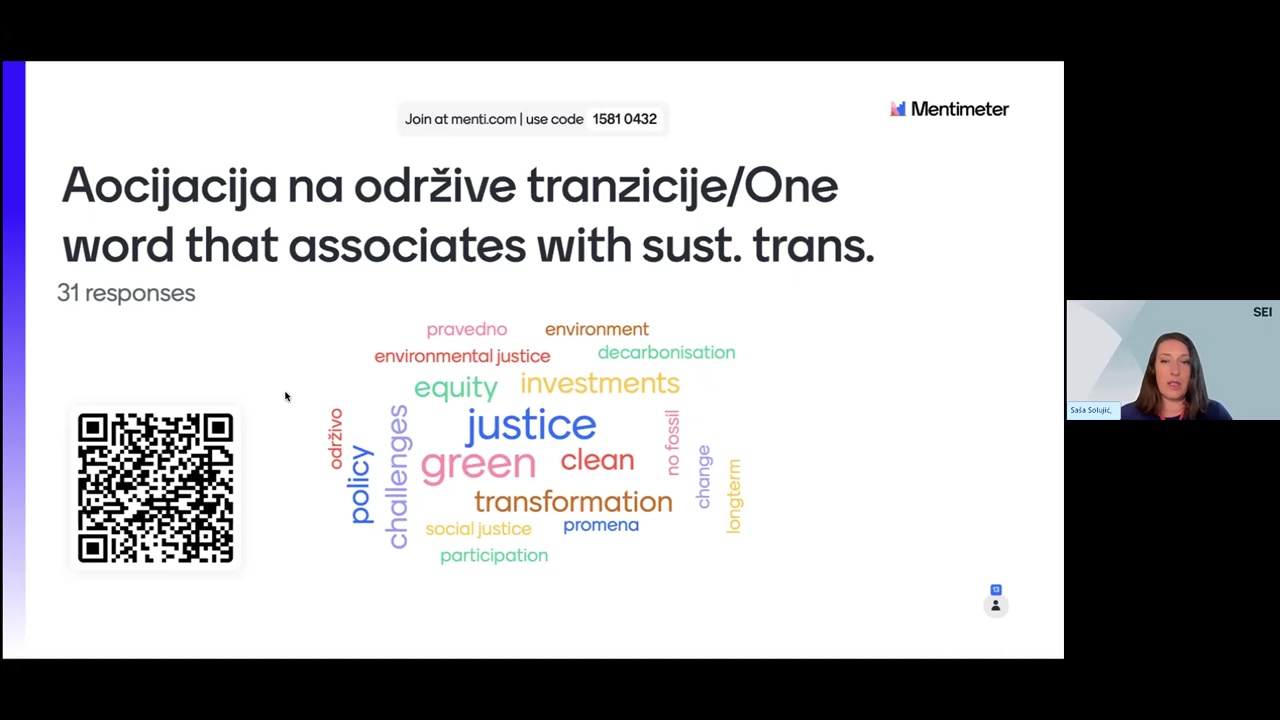 Join at menti.com | use code 1581 0432
Mentimeter
Aocijacija na održive tranzicije/One
word that associates with sust. trans.
31 responses
pravedno
environment
environmental justice
decarbonisation
equity
investments
justice
održivo
policy
challenges
green
clean
no fossil
change
longterm
transformation
social justice
promena
participation
13
SEI
Saša Solujić,